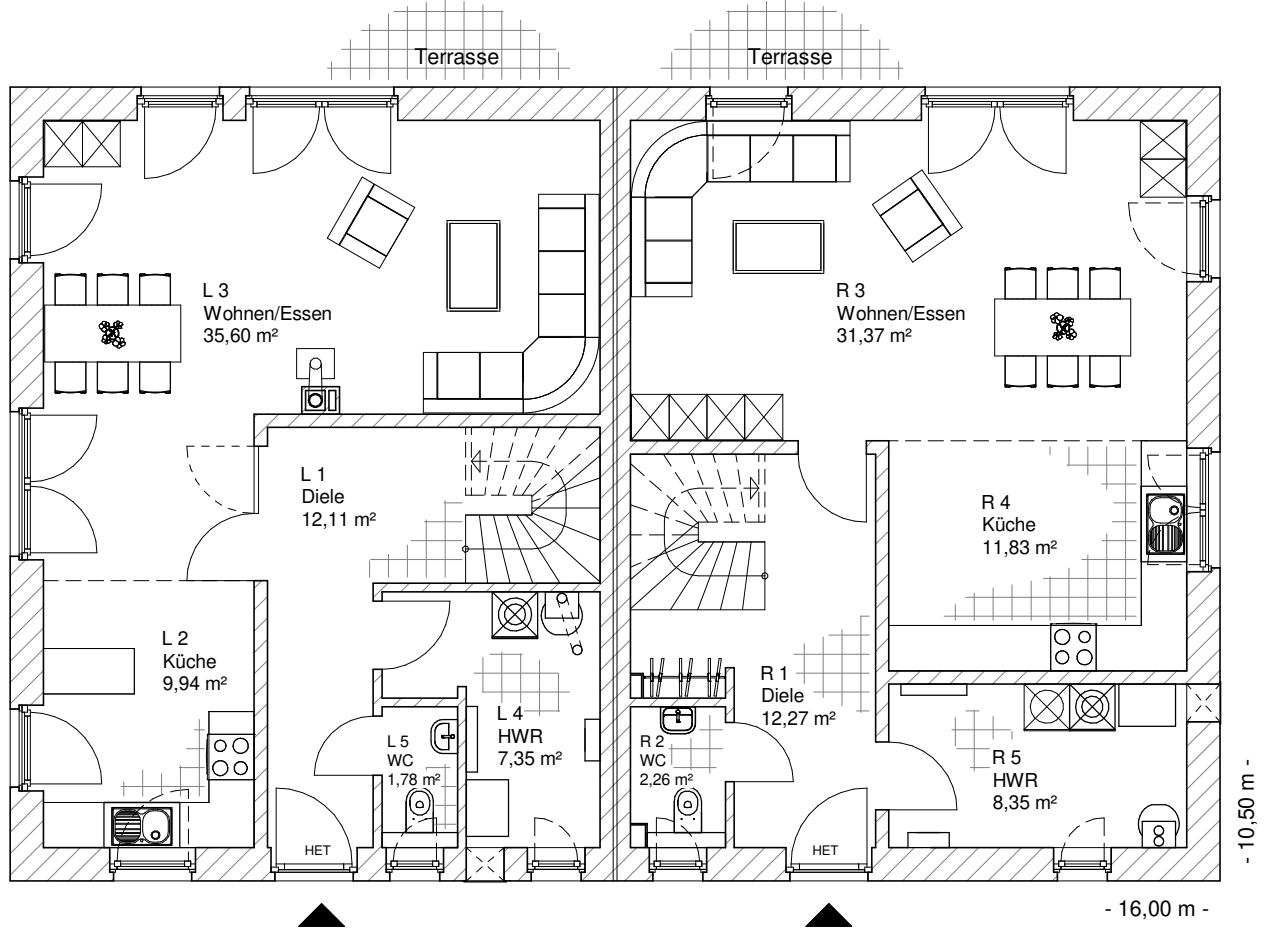 Terrasse
Terrasse
L 3
Wohnen/Essen
35,60 m²
R 3
Wohnen/Essen
31,37 m²
L 1
Diele
12,11 m²
R 4
Küche
11,83 m²
L 2
Küche
9,94 m²
L 4
HWR
7,35 m²
L 5
WC
1,78 m²
R 1
Diele
12,27 m²
R 2
WC
2,26 m²
R 5
HWR
8,35 m²
HET
HET
- 10,50 m -
- 16,00 m -